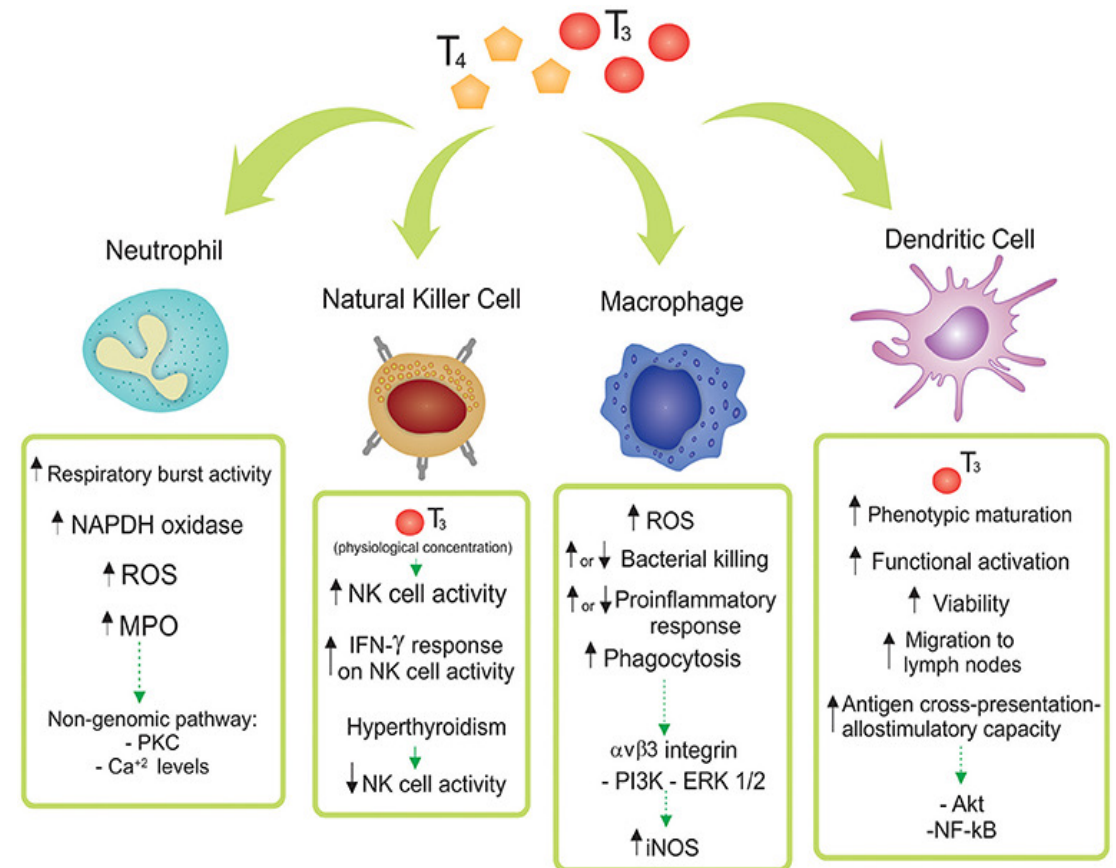 T4
T3
Neutrophil
↑ Respiratory burst activity
↑ NAPDH oxidase
↑ ROS
↑ MPO
Non-genomic pathway:
- PKC
- Ca⁺² levels
Natural Killer Cell
T3
(physiological concentration)
↑ NK cell activity
↑ IFN-γ response
on NK cell activity
Hyperthyroidism
↓ NK cell activity
Macrophage
↑ ROS
↑ or ↓ Bacterial killing
↑ or ↓ Proinflammatory
response
↑ Phagocytosis
αvβ3 integrin
- PI3K - ERK 1/2
↑ iNOS
Dendritic Cell
T3
↑ Phenotypic maturation
↑ Functional activation
↑ Viability
↑ Migration to
lymph nodes
↑ Antigen cross-presentation-
allostimulatory capacity
- Akt
-NF-kB